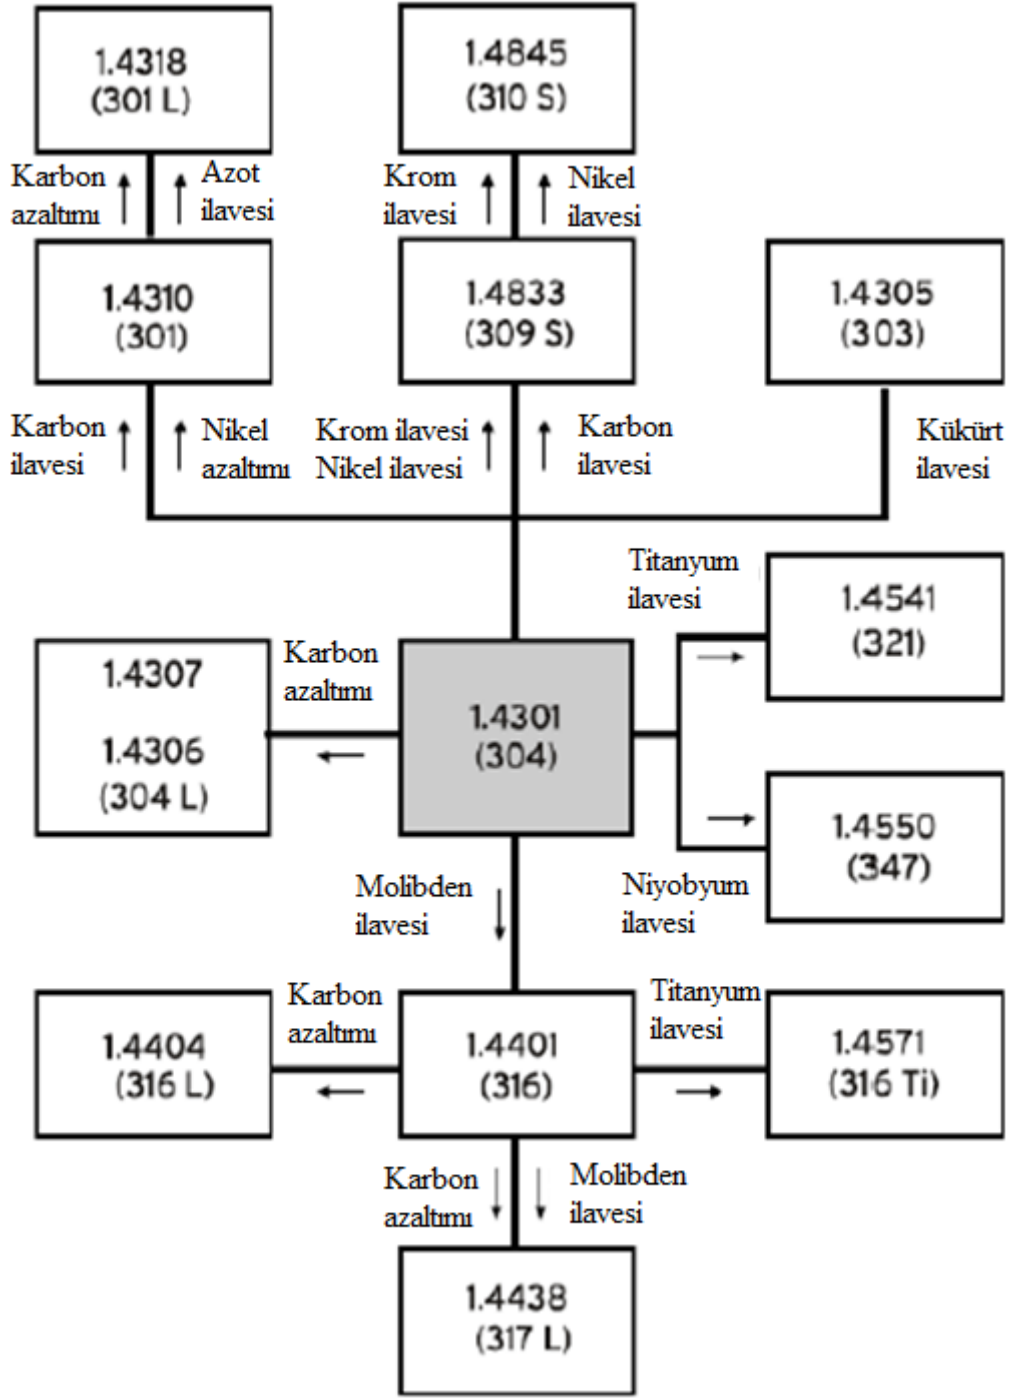 1.4318
(301 L)
1.4845
(310 S)
Karbon
azaltımı
Azot
ilavesi
Krom
ilavesi
Nikel
ilavesi
1.4310
(301)
1.4833
(309 S)
1.4305
(303)
Karbon
ilavesi
Nikel
azaltımı
Krom ilavesi
Nikel ilavesi
Karbon
ilavesi
Kükürt
ilavesi
Titanyum
ilavesi
1.4541
(321)
1.4307
1.4306
(304 L)
Karbon
azaltımı
1.4301
(304)
1.4550
(347)
Niyobyum
ilavesi
Molibden
ilavesi
1.4404
(316 L)
Karbon
azaltımı
1.4401
(316)
Titanyum
ilavesi
1.4571
(316 Ti)
Karbon
azaltımı
Molibden
ilavesi
1.4438
(317 L)